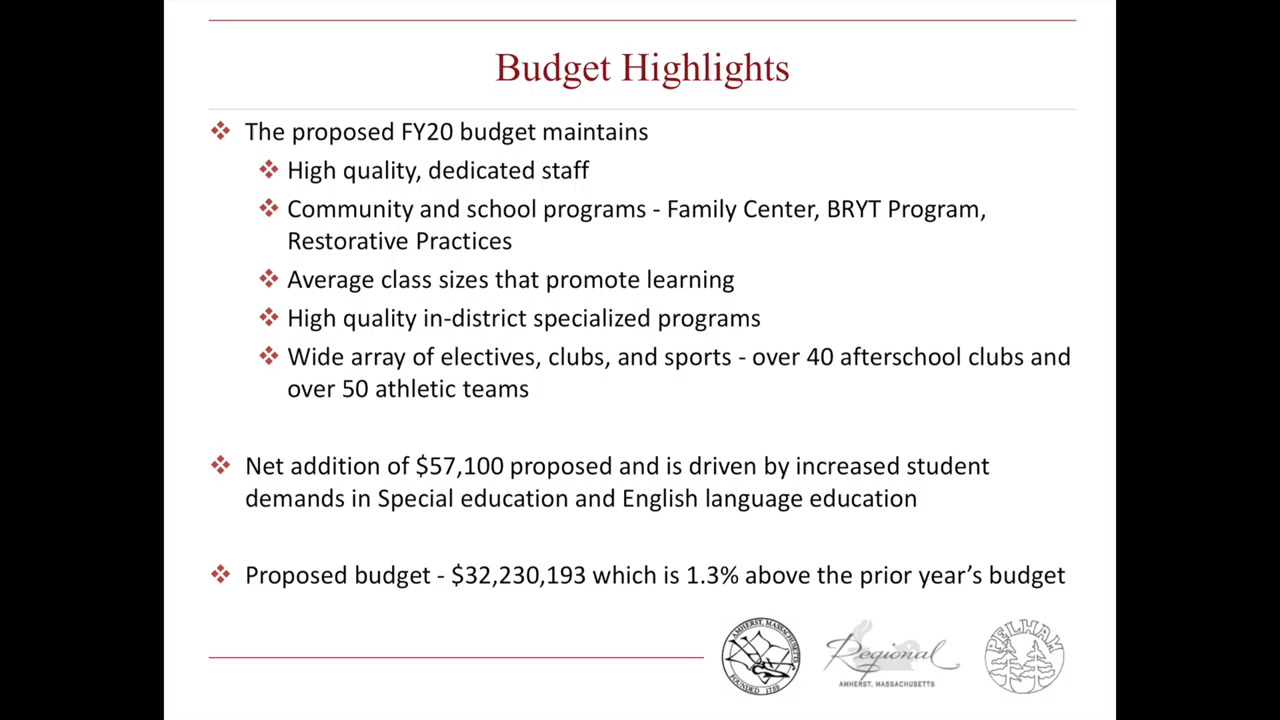 Budget Highlights
❖ The proposed FY20 budget maintains
❖ High quality, dedicated staff
❖ Community and school programs - Family Center, BRYT Program,
Restorative Practices
❖ Average class sizes that promote learning
❖ High quality in-district specialized programs
❖ Wide array of electives, clubs, and sports - over 40 afterschool clubs and
over 50 athletic teams
❖ Net addition of $57,100 proposed and is driven by increased student
demands in Special education and English language education
❖ Proposed budget - $32,230,193 which is 1.3% above the prior year’s budget
AMHERST, MASSACHUSETTS
FOUNDED 1759
Regional
AMHERST, MASSACHUSETTS
PELHAM